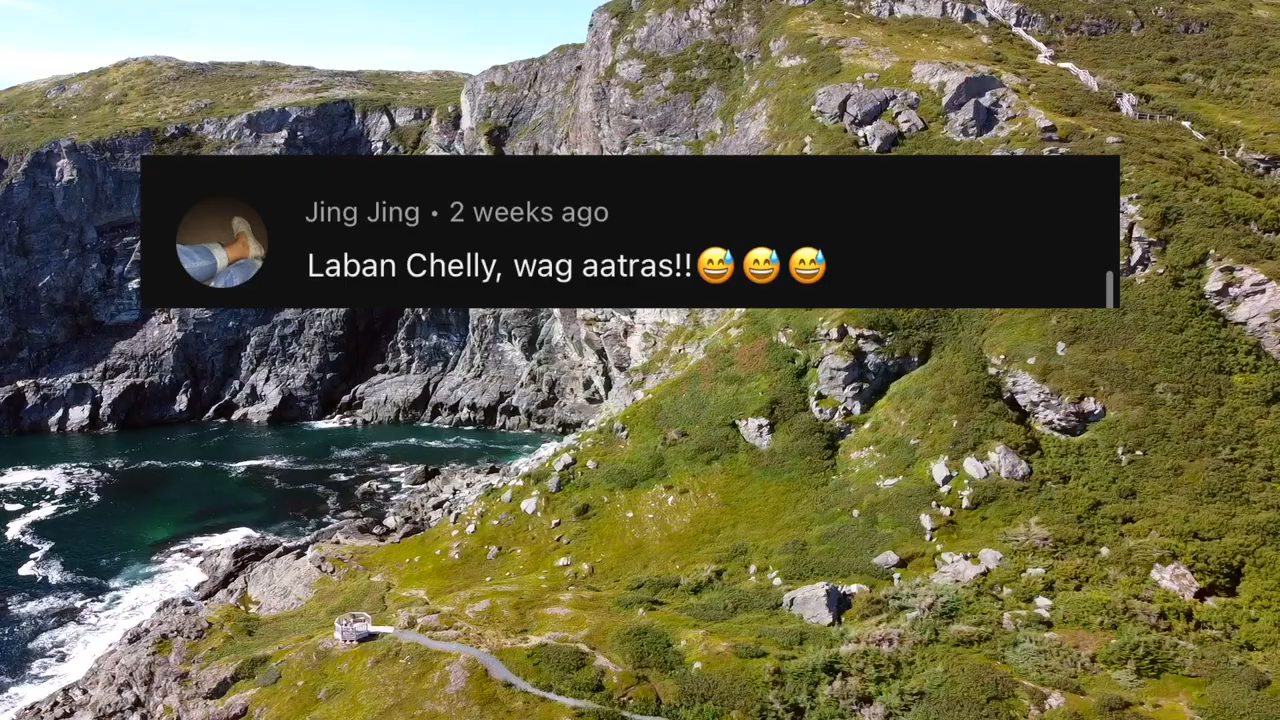 Jing Jing • 2 weeks ago
Laban Chelly, wag aatras!!😅😅😅